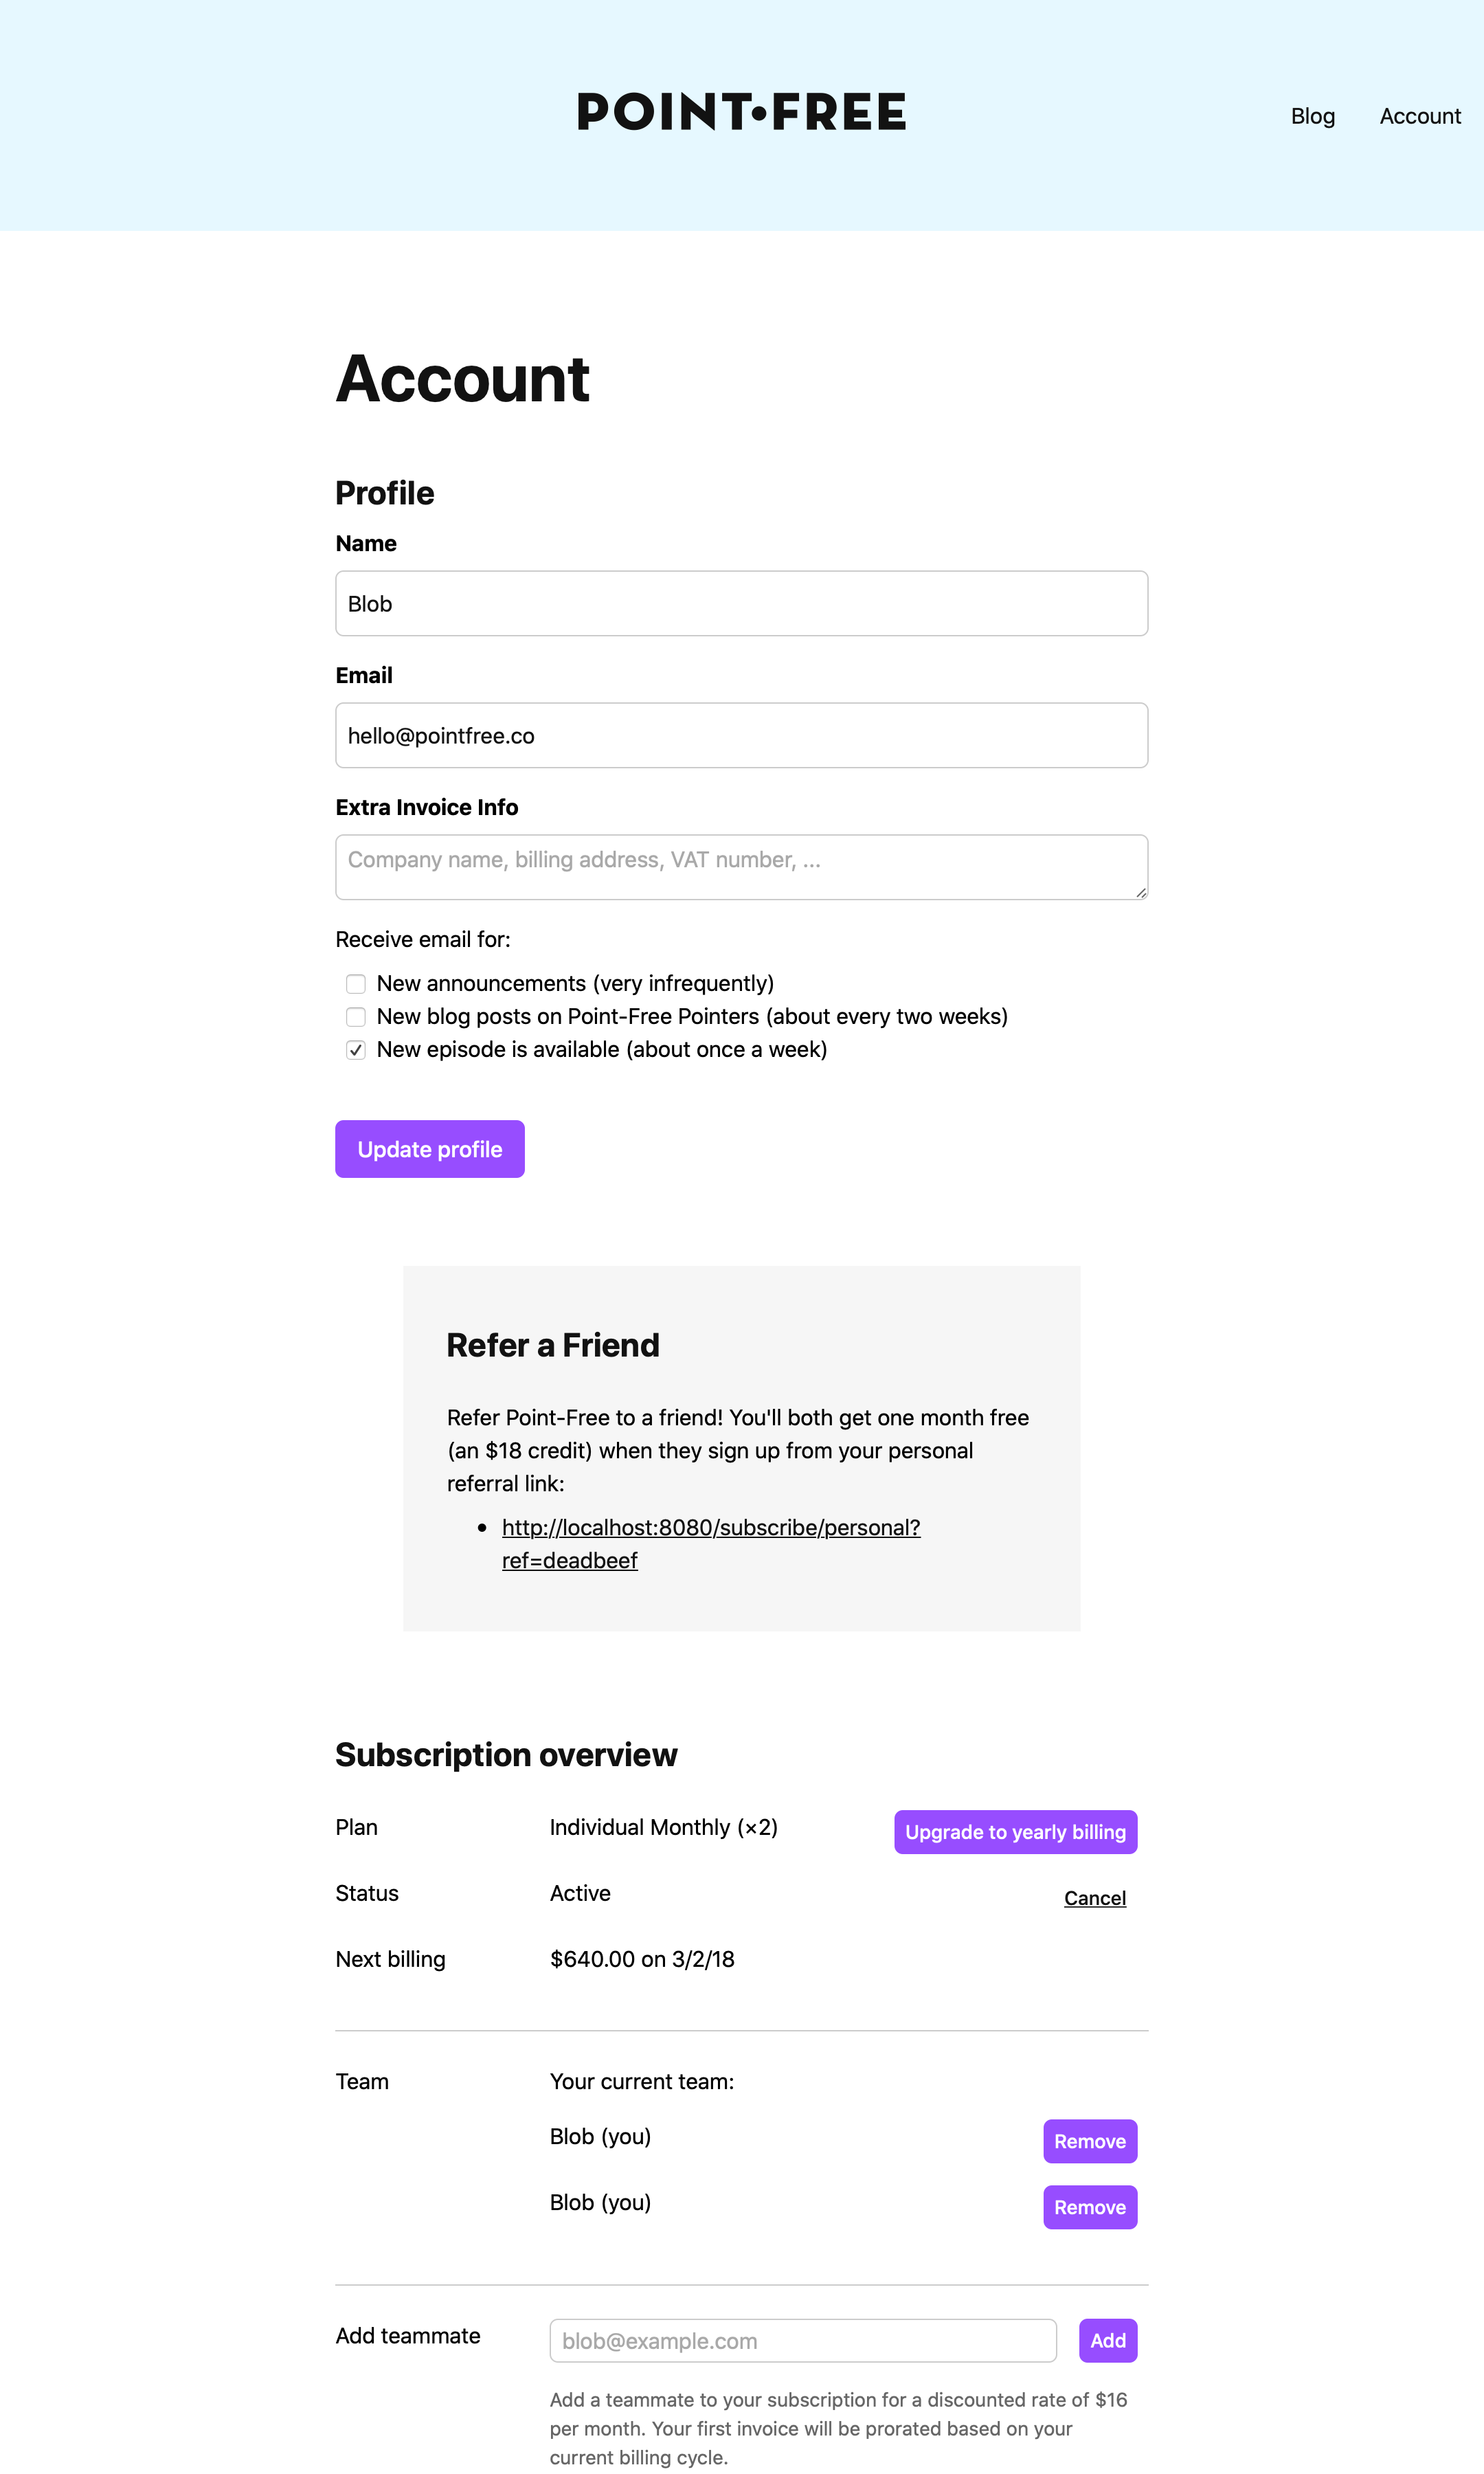 POINT•FREE
Blog
Account
Account
Profile
Name
Blob
Email
hello@pointfree.co
Extra Invoice Info
Company name, billing address, VAT number, ...
Receive email for:
New announcements (very infrequently)
New blog posts on Point-Free Pointers (about every two weeks)
New episode is available (about once a week)
Update profile
Refer a Friend
Refer Point-Free to a friend! You'll both get one month free
(an $18 credit) when they sign up from your personal
referral link:
http://localhost:8080/subscribe/personal?
ref=deadbeef
Subscription overview
Plan
Individual Monthly (×2)
Upgrade to yearly billing
Status
Active
Cancel
Next billing
$640.00 on 3/2/18
Team
Your current team:
Blob (you)
Remove
Blob (you)
Remove
Add teammate
blob@example.com
Add
Add a teammate to your subscription for a discounted rate of $16
per month. Your first invoice will be prorated based on your
current billing cycle.